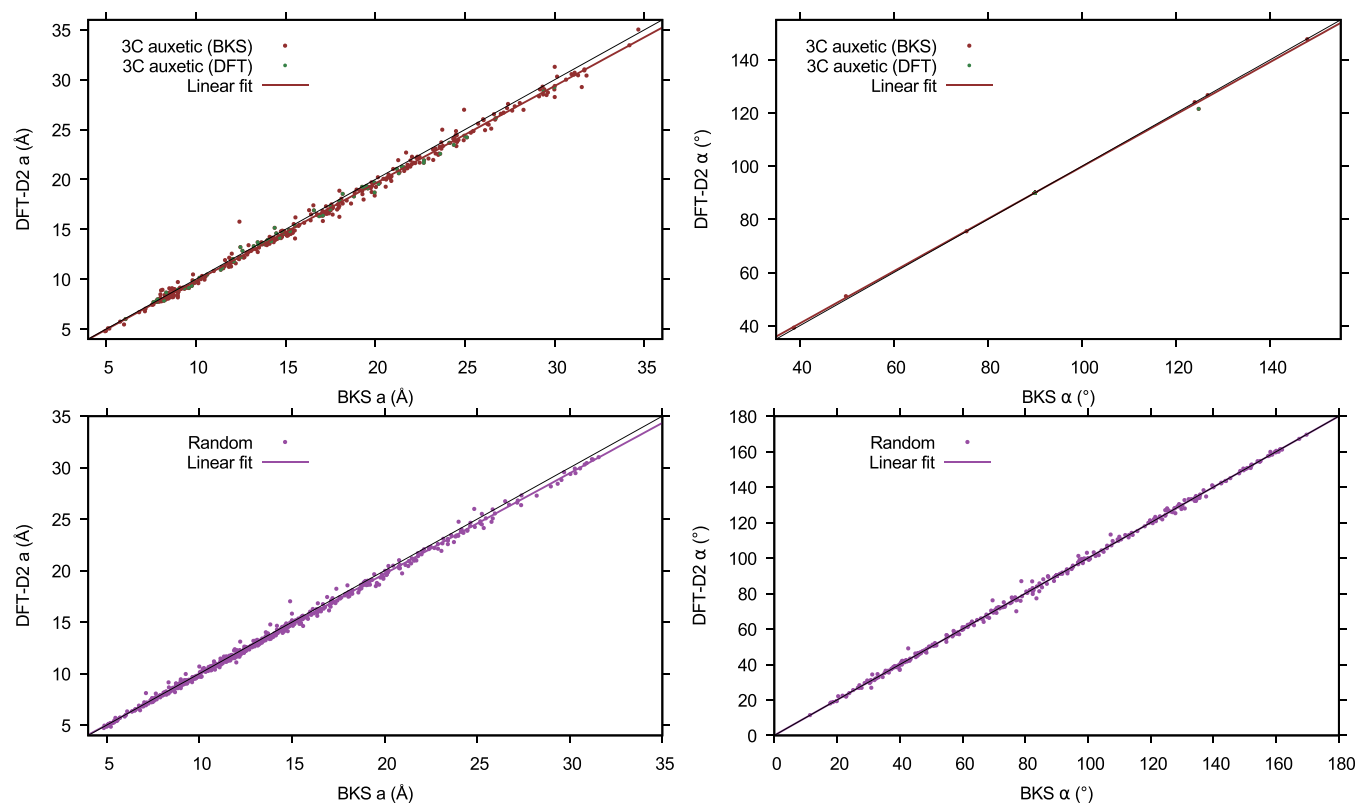 35
30
25
20
15
10
5
DFT-D2 a (Å)
3C auxetic (BKS)
3C auxetic (DFT)
Linear fit
5 10 15 20 25 30 35
BKS a (Å)
140
120
100
80
60
40
DFT-D2 α (°)
3C auxetic (BKS)
3C auxetic (DFT)
Linear fit
40 60 80 100 120 140
BKS α (°)
35
30
25
20
15
10
5
DFT-D2 a (Å)
Random
Linear fit
5 10 15 20 25 30 35
BKS a (Å)
180
160
140
120
100
80
60
40
20
0
DFT-D2 α (°)
Random
Linear fit
0 20 40 60 80 100 120 140 160 180
BKS α (°)